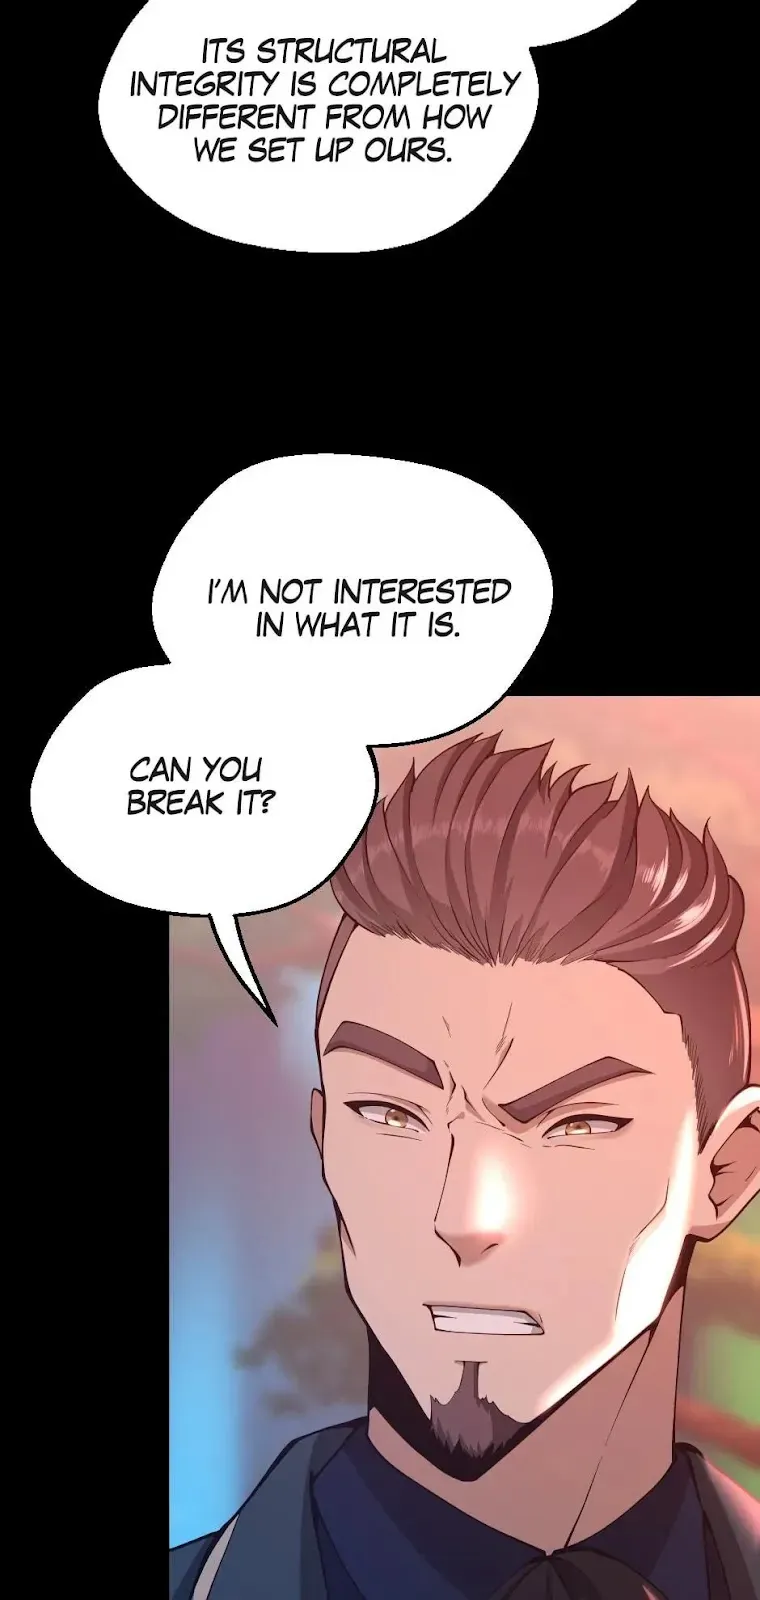 ITS STRUCTURAL
INTEGRITY IS COMPLETELY
DIFFERENT FROM HOW
WE SET UP OURS.
I'M NOT INTERESTED
IN WHAT IT IS.
CAN YOU
BREAK IT?